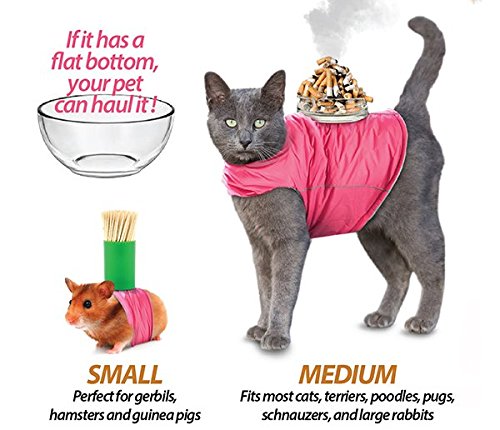 If it has a
flat bottom,
your pet
can haul it!
SMALL
Perfect for gerbils,
hamsters and guinea pigs
MEDIUM
Fits most cats, terriers, poodles, pugs,
schnauzers, and large rabbits